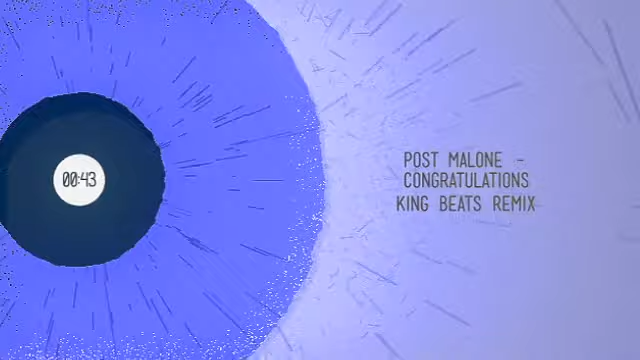 00:43
POST MALONE -
CONGRATULATIONS
KING BEATS REMIX